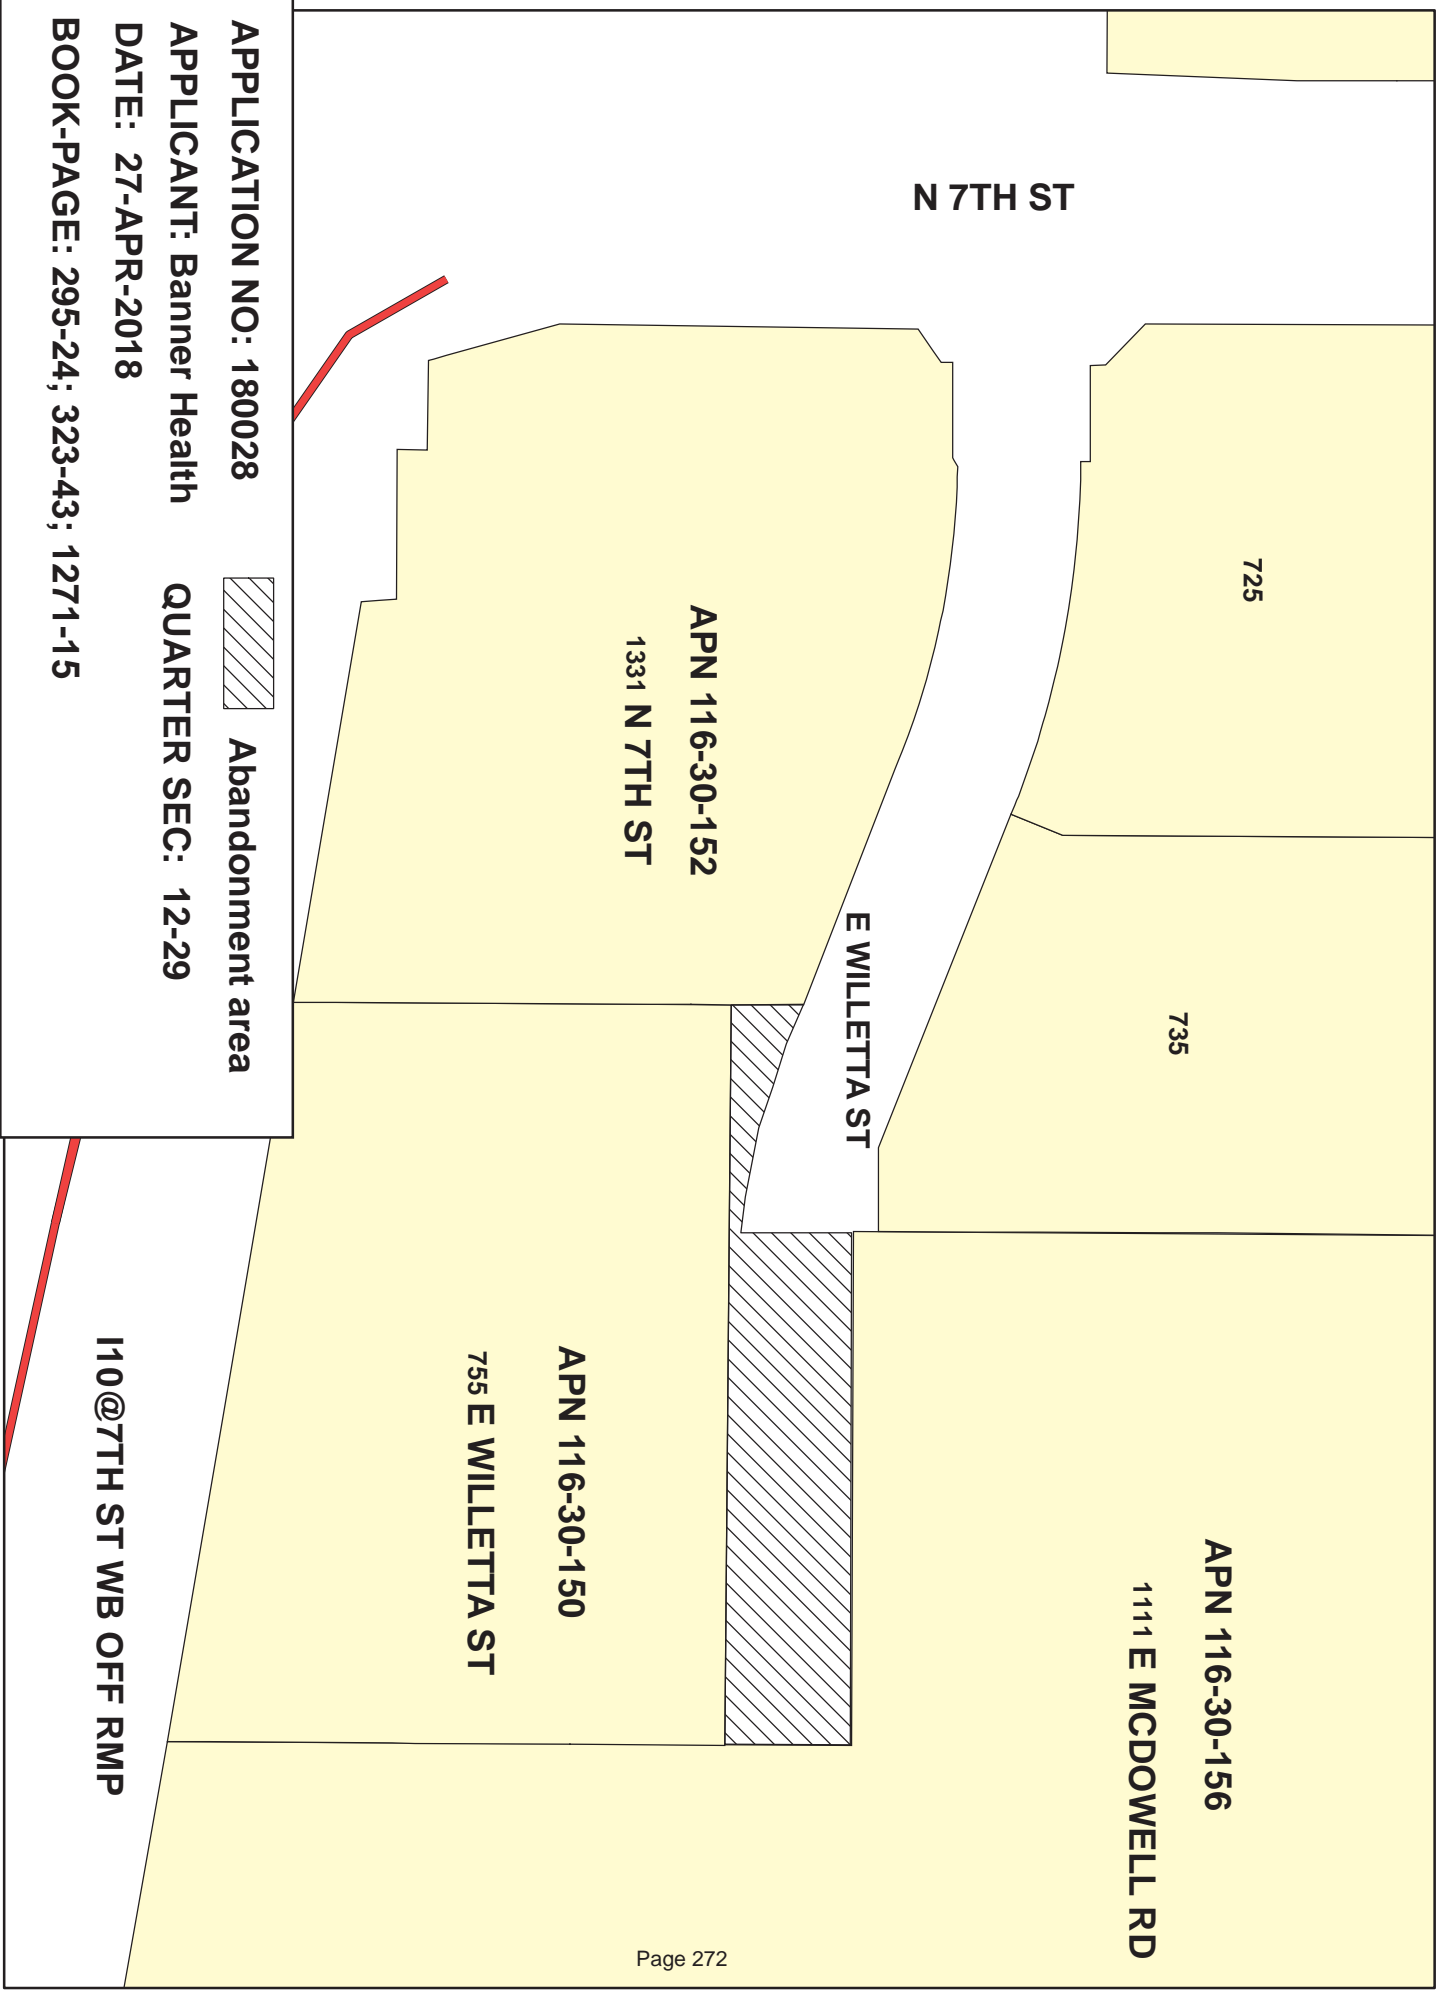 N 7TH ST
725
735
APN 116-30-156
1111 E MCDOWELL RD
E WILLETTA ST
APN 116-30-152
1331 N 7TH ST
APN 116-30-150
755 E WILLETTA ST
I10@7TH ST WB OFF RMP
APPLICATION NO: 180028
Abandonment area
APPLICANT: Banner Health
QUARTER SEC: 12-29
DATE: 27-APR-2018
BOOK-PAGE: 295-24; 323-43; 1271-15
Page 272